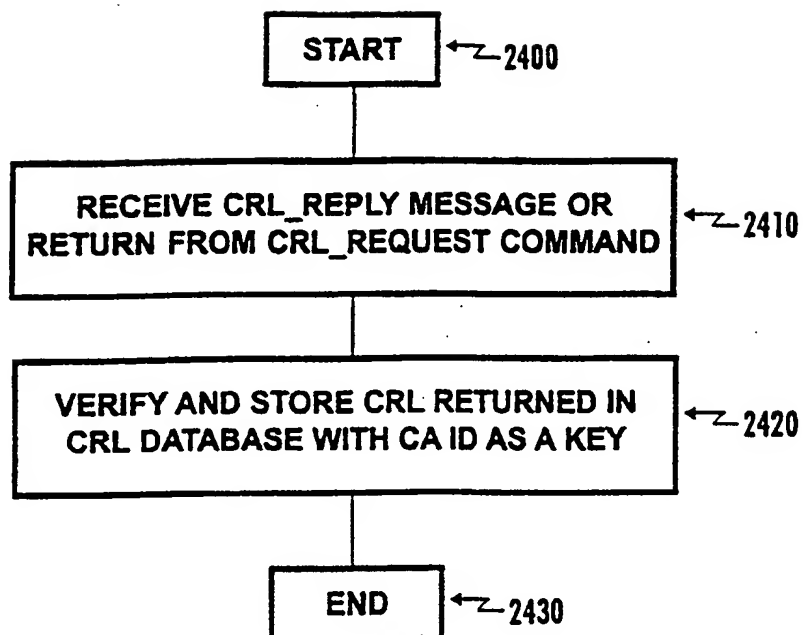 START
2400
RECEIVE CRL_REPLY MESSAGE OR
RETURN FROM CRL_REQUEST COMMAND
2410
VERIFY AND STORE CRL RETURNED IN
CRL DATABASE WITH CA ID AS A KEY
2420
END
2430